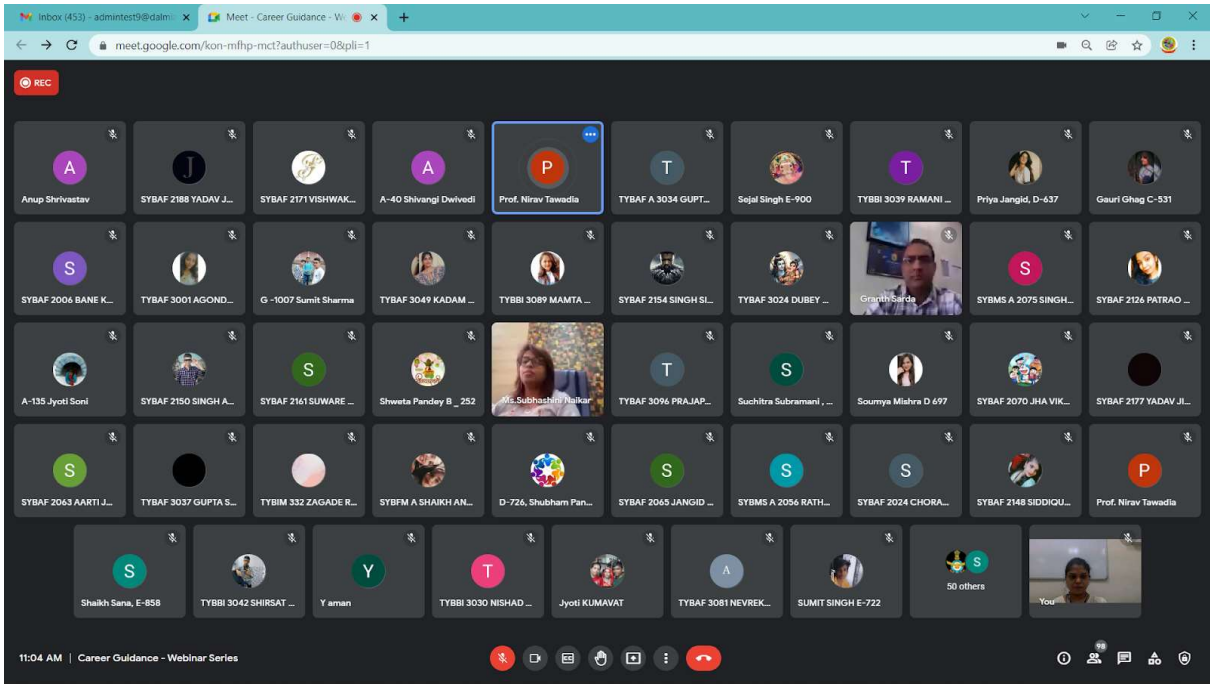 Inbox (453) - admintest9@dalmi
Meet - Career Guidance - We
meet.google.com/kon-mfhp-mct?authuser=0&pli=1
REC
A J A P T T
Anup Shrivastav SYBAF 2188 YADAV J... SYBAF 2171 VISHWAK... A-40 Shivangi Dwivedi Prof. Nirav Tawadia TYBAF A 3034 GUPT... Sejal Singh E-900 TYBBI 3039 RAMANI ... Priya Jangid, D-637 Gauri Ghag C-531
S S
SYBAF 2006 BANE K... TYBAF 3001 AGOND... G -1007 Sumit Sharma TYBAF 3049 KADAM ... TYBBI 3089 MAMTA ... SYBAF 2154 SINGH SI... TYBAF 3024 DUBEY ... Granth Sarda SYBMS A 2075 SINGH... SYBAF 2126 PATRAO ...
S T S
A-135 Jyoti Soni SYBAF 2150 SINGH A... SYBAF 2161 SUWARE ... Shweta Pandey B _ 252 Ms.Subhashini Naikar TYBAF 3096 PRAJAP... Suchitra Subramani , ... Soumya Mishra D 697 SYBAF 2070 JHA VIK... SYBAF 2177 YADAV JI...
S S S S P
SYBAF 2063 AARTI J... TYBAF 3037 GUPTA S... TYBIM 332 ZAGADE R... SYBFM A SHAIKH AN... D-726, Shubham Pan... SYBAF 2065 JANGID ... SYBMS A 2056 RATH... SYBAF 2024 CHORA... SYBAF 2148 SIDDIQU... Prof. Nirav Tawadia
S Y T A S
Shaikh Sana, E-858 TYBBI 3042 SHIRSAT ... Y aman TYBBI 3030 NISHAD ... Jyoti KUMAVAT TYBAF 3081 NEVREK... SUMIT SINGH E-722 50 others You
11:04 AM | Career Guidance - Webinar Series
98